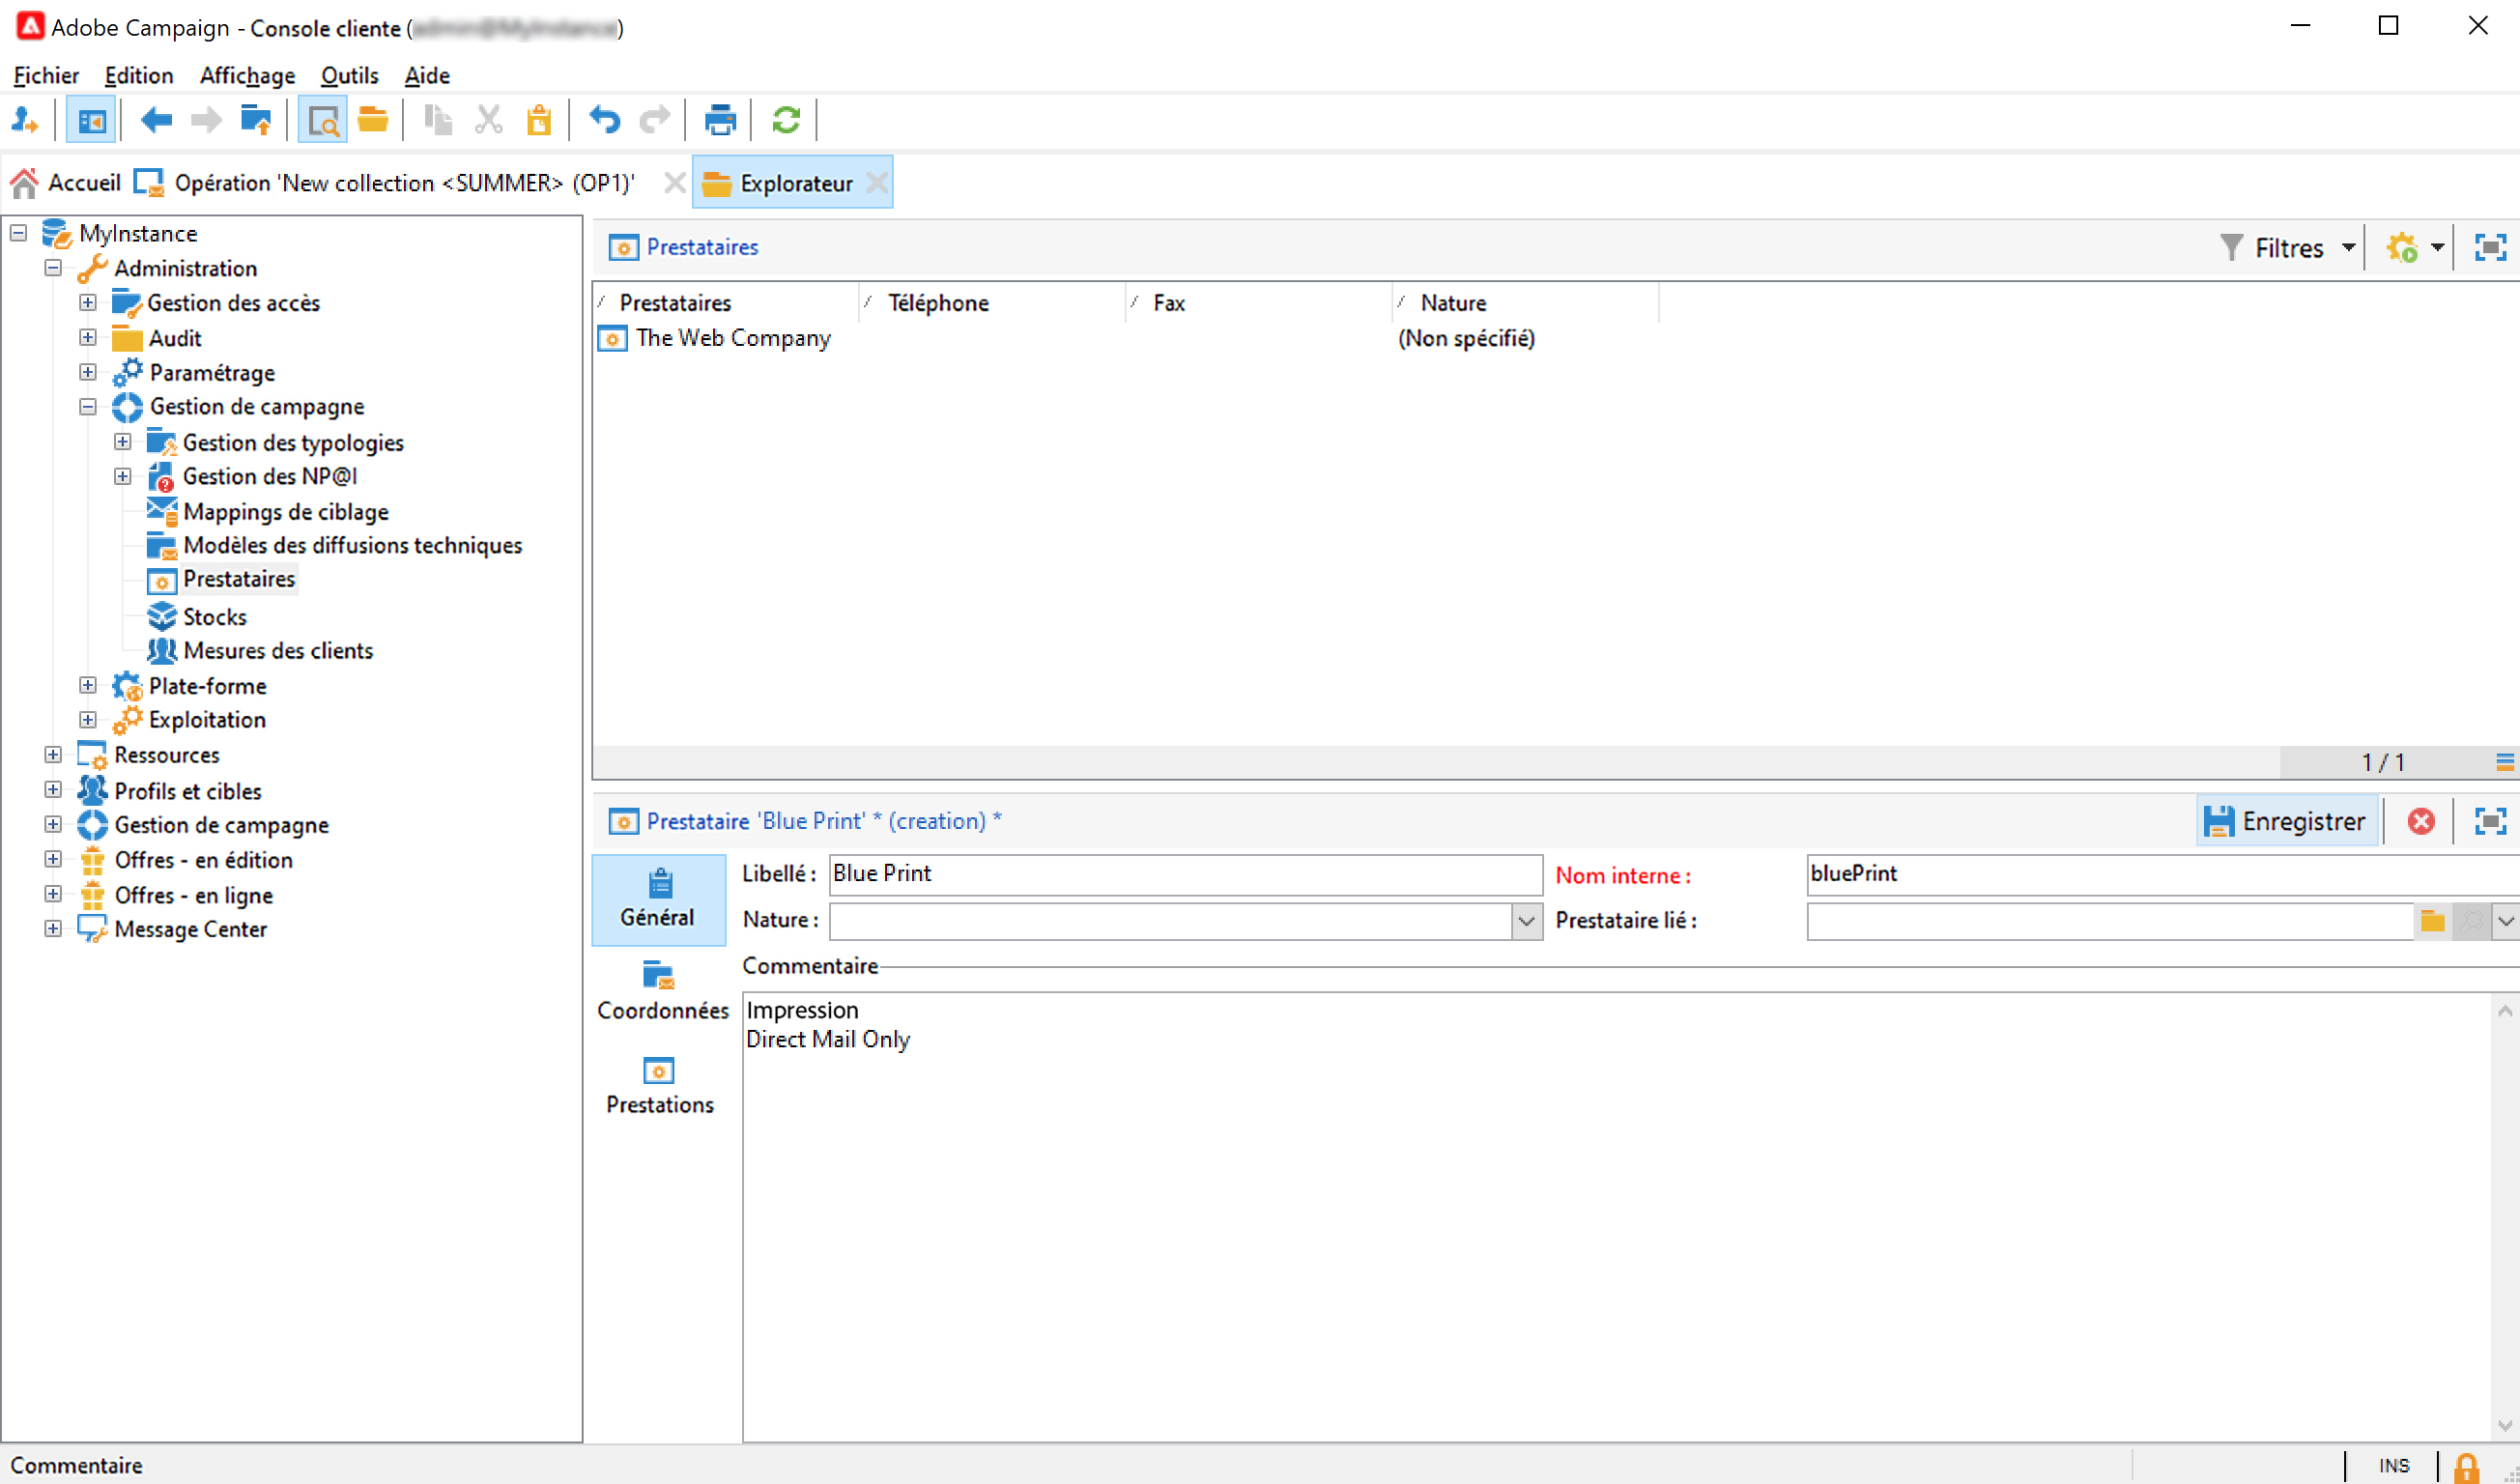 Adobe Campaign - Console cliente ( )
Fichier Edition Affichage Outils Aide
Accueil Opération 'New collection <SUMMER> (OP1)' Explorateur
MyInstance
Administration
Gestion des accès
Audit
Paramétrage
Gestion de campagne
Gestion des typologies
Gestion des NP@I
Mappings de ciblage
Modèles des diffusions techniques
Prestataires
Stocks
Mesures des clients
Plate-forme
Exploitation
Ressources
Profils et cibles
Gestion de campagne
Offres - en édition
Offres - en ligne
Message Center
Prestataires Filtres
Prestataires Téléphone Fax Nature
The Web Company (Non spécifié)
1 / 1
Prestataire 'Blue Print' * (creation) * Enregistrer
Général
Coordonnées
Prestations
Libellé : Blue Print Nom interne : bluePrint
Nature : Prestataire lié :
Commentaire
Impression
Direct Mail Only
Commentaire INS